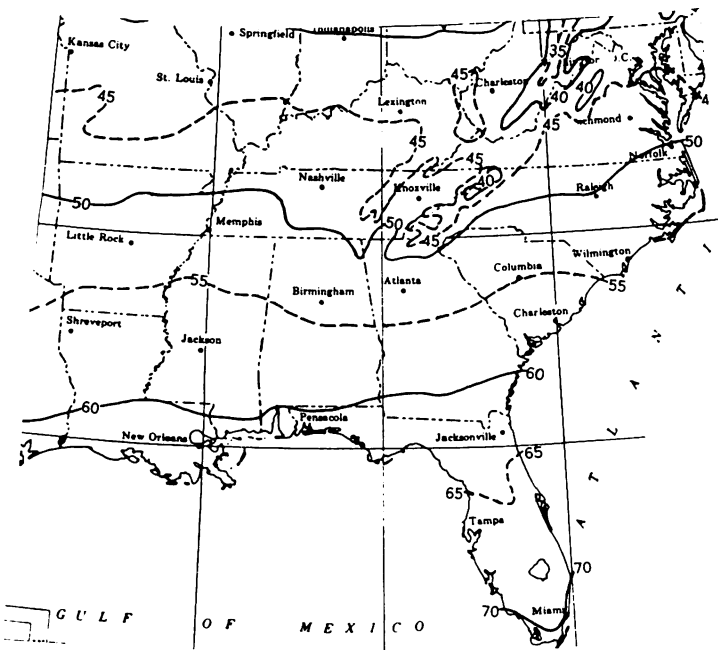 Springfield
Kansas City
35
D.C.
St. Louis
45
Charleston
40
45
Lexington
40
45
45
45
50
Norfolk
Nashville
40
Knoxville
Raleigh
50
50
Memphis
45
Little Rock
Wilmington
55
Columbia
55
Birmingham
Atlanta
Charleston
Shreveport
Jackson
60
60
Pensacola
New Orleans
Jacksonville
65
65
Tampa
70
70
Miami
GULF OF MEXICO
ATLANTI